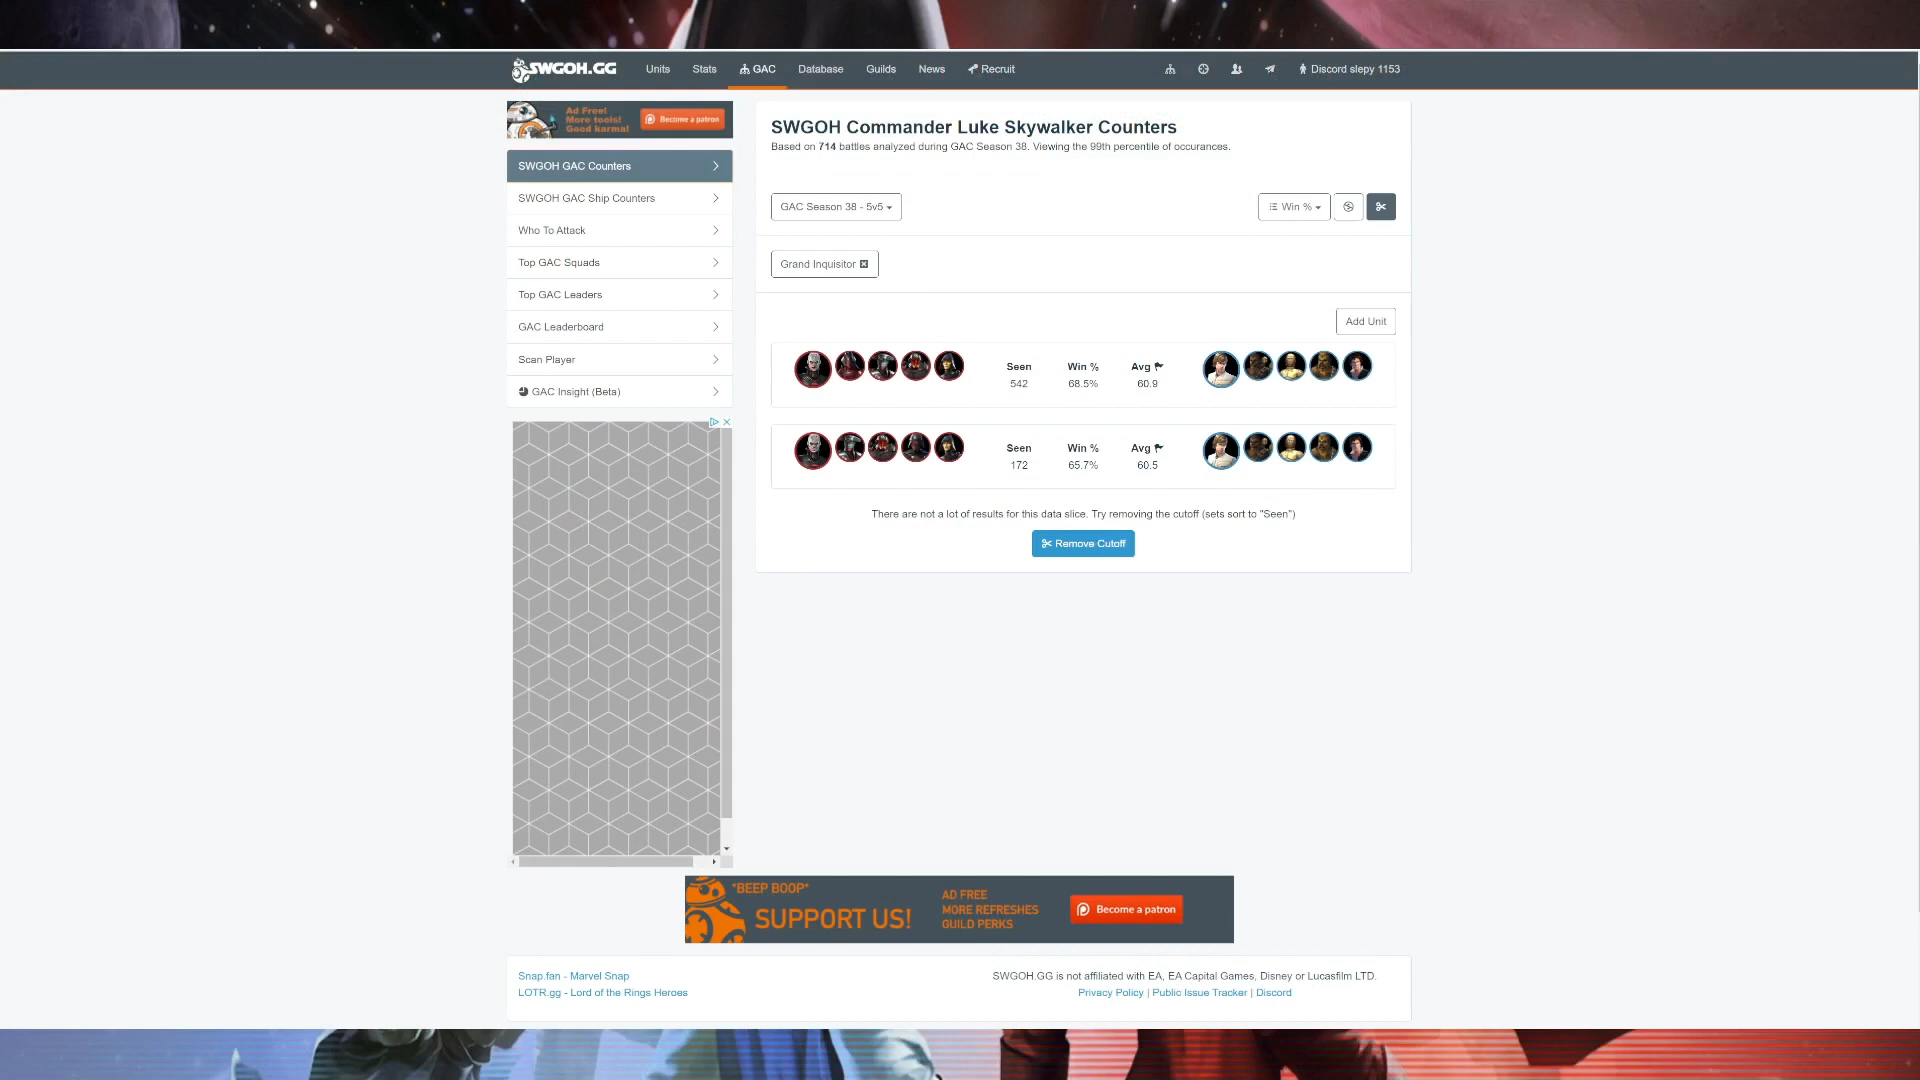 SWGOH.GG
Units
Stats
GAC
Database
Guilds
News
Recruit
Discord slepy 1153
Ad Free!
More tools!
Good karma!
Become a patron
SWGOH GAC Counters
SWGOH GAC Ship Counters
Who To Attack
Top GAC Squads
Top GAC Leaders
GAC Leaderboard
Scan Player
GAC Insight (Beta)
SWGOH Commander Luke Skywalker Counters
Based on 714 battles analyzed during GAC Season 38. Viewing the 99th percentile of occurances.
GAC Season 38 - 5v5
Win %
Grand Inquisitor
Add Unit
Seen Win % Avg
542 68.5% 60.9
Seen Win % Avg
172 65.7% 60.5
There are not a lot of results for this data slice. Try removing the cutoff (sets sort to "Seen")
Remove Cutoff
*BEEP BOOP*
SUPPORT US!
AD FREE
MORE REFRESHES
GUILD PERKS
Become a patron
Snap.fan - Marvel Snap
LOTR.gg - Lord of the Rings Heroes
SWGOH.GG is not affiliated with EA, EA Capital Games, Disney or Lucasfilm LTD.
Privacy Policy | Public Issue Tracker | Discord